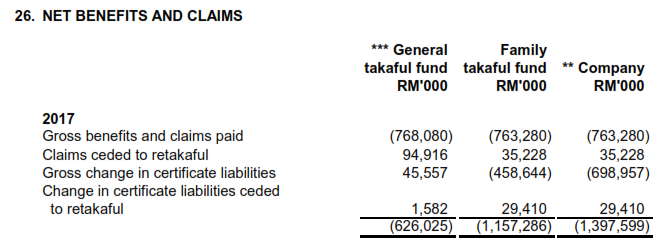 26. NET BENEFITS AND CLAIMS
*** General Family
takaful fund takaful fund ** Company
RM'000 RM'000 RM'000
2017
Gross benefits and claims paid (768,080) (763,280) (763,280)
Claims ceded to retakaful 94,916 35,228 35,228
Gross change in certificate liabilities 45,557 (458,644) (698,957)
Change in certificate liabilities ceded
to retakaful 1,582 29,410 29,410
(626,025) (1,157,286) (1,397,599)